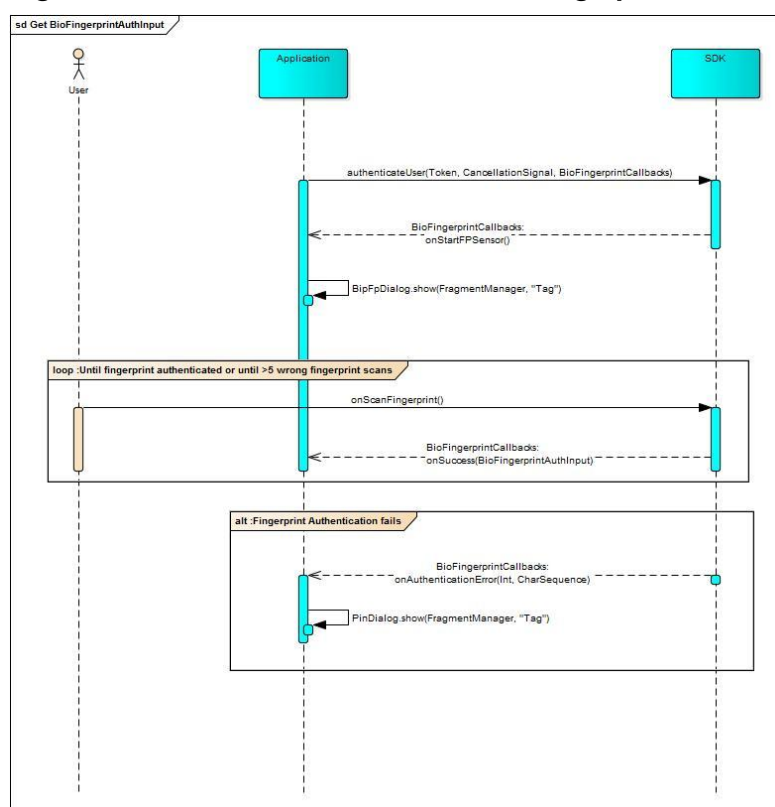 sd Get BioFingerprintAuthInput
User
Application
SDK
authenticateUser(Token, CancellationSignal, BioFingerprintCallbacks)
BioFingerprintCallbacks:
onStartFPSensor()
BipFpDialog.show(FragmentManager, "Tag")
loop :Until fingerprint authenticated or until >5 wrong fingerprint scans
onScanFingerprint()
BioFingerprintCallbacks:
onSuccess(BioFingerprintAuthInput)
alt :Fingerprint Authentication fails
BioFingerprintCallbacks:
onAuthenticationError(Int, CharSequence)
PinDialog.show(FragmentManager, "Tag")